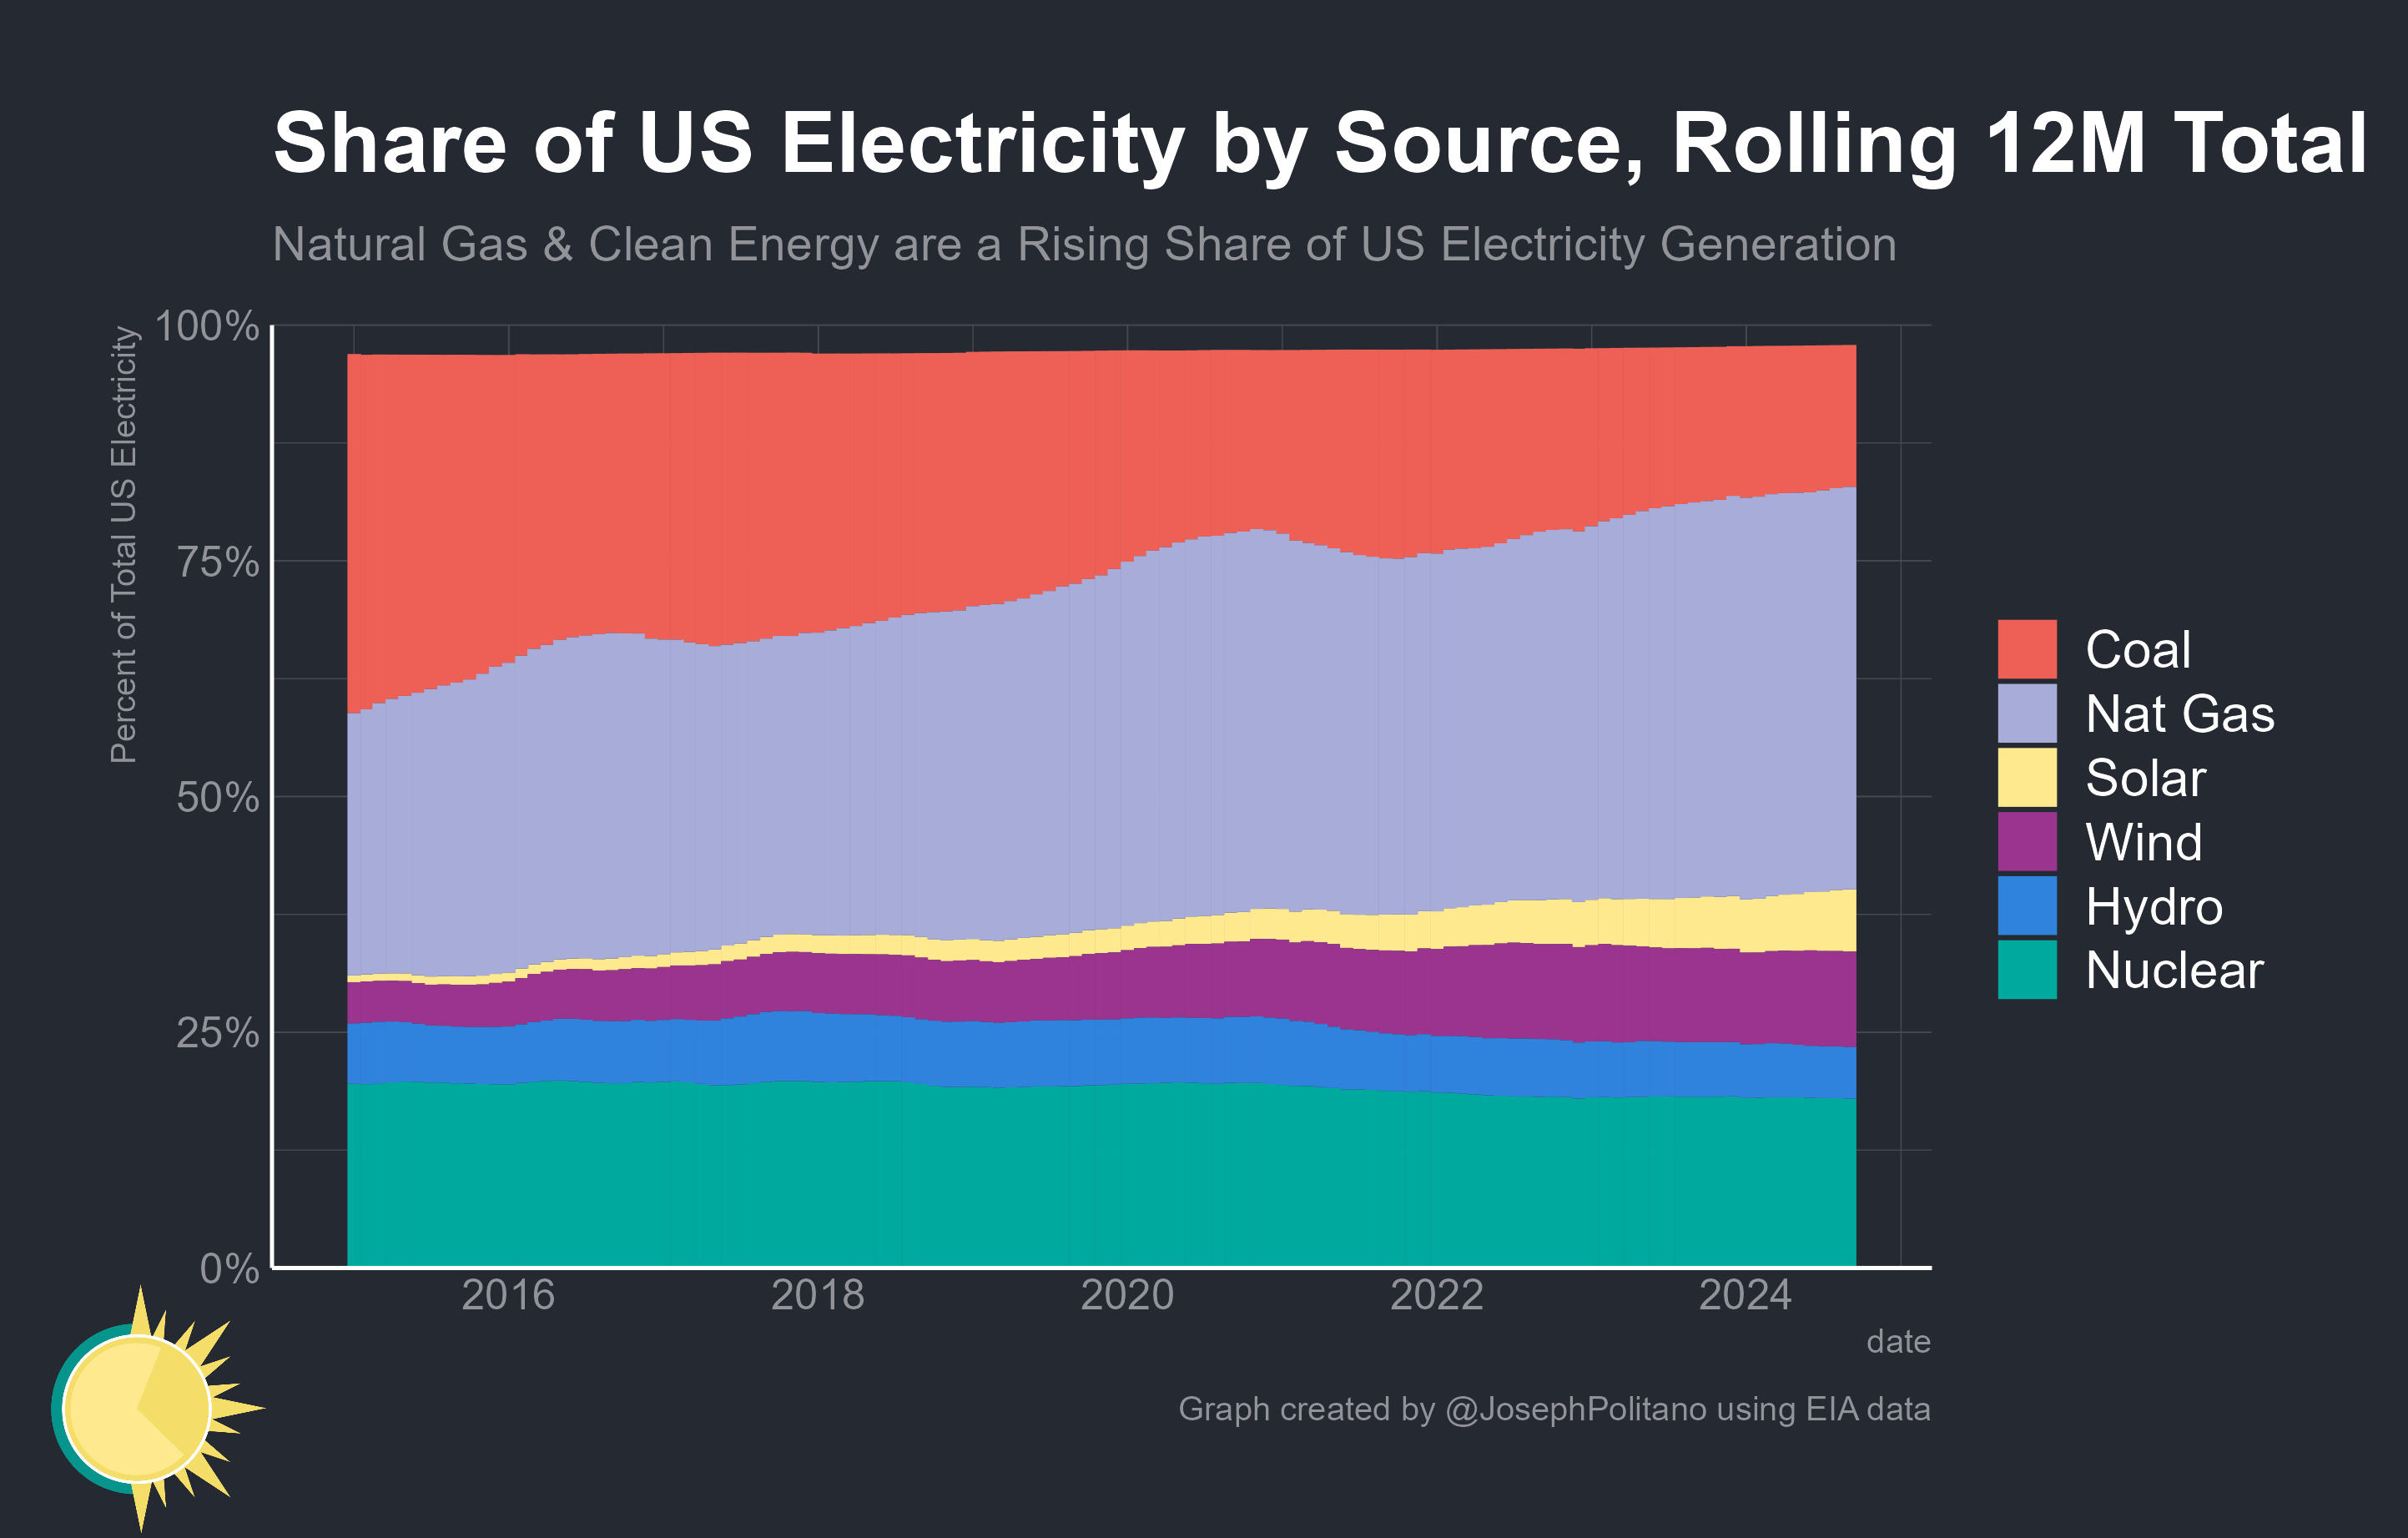 Share of US Electricity by Source, Rolling 12M Total
Natural Gas & Clean Energy are a Rising Share of US Electricity Generation
Percent of Total US Electricity
100%
75%
50%
25%
0%
2016
2018
2020
2022
2024
date
Coal
Nat Gas
Solar
Wind
Hydro
Nuclear
Graph created by @JosephPolitano using EIA data